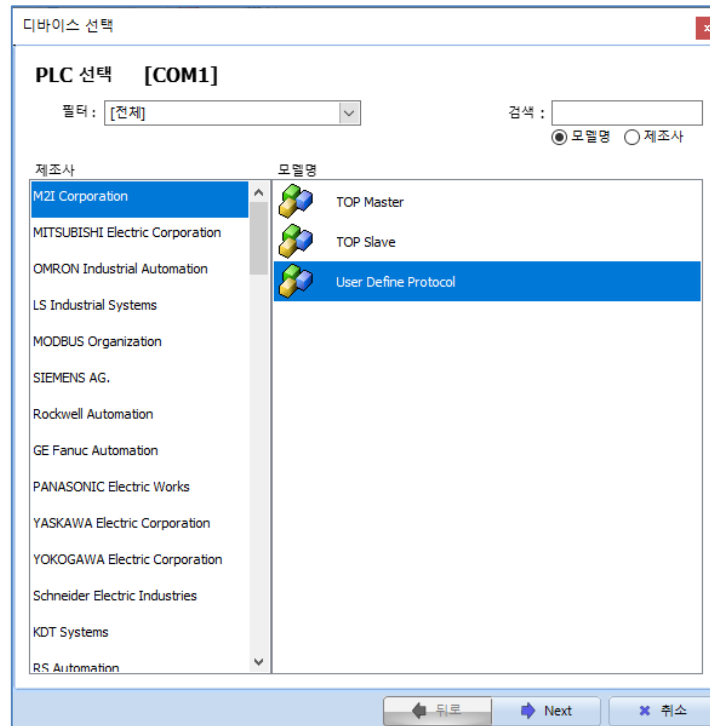 디바이스 선택
x
PLC 선택 [COM1]
필터 : [전체]
검색 :
모델명 제조사
제조사
모델명
M2I Corporation
MITSUBISHI Electric Corporation
OMRON Industrial Automation
LS Industrial Systems
MODBUS Organization
SIEMENS AG.
Rockwell Automation
GE Fanuc Automation
PANASONIC Electric Works
YASKAWA Electric Corporation
YOKOGAWA Electric Corporation
Schneider Electric Industries
KDT Systems
RS Automation
TOP Master
TOP Slave
User Define Protocol
뒤로 Next 취소